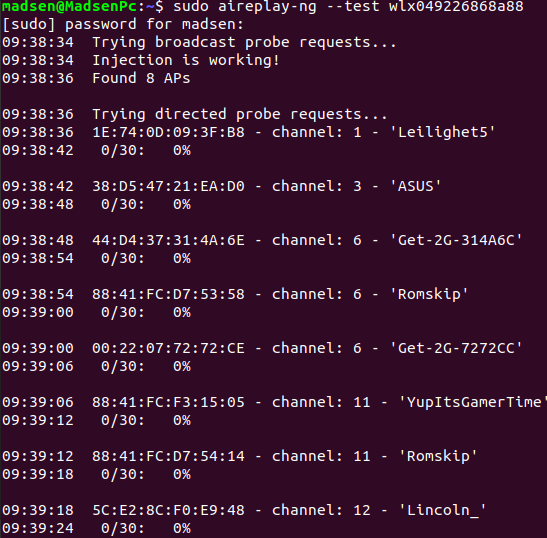 madsen@MadsenPc:~$ sudo aireplay-ng --test wlx049226868a88
[sudo] password for madsen:
09:38:34  Trying broadcast probe requests...
09:38:34  Injection is working!
09:38:36  Found 8 APs

09:38:36  Trying directed probe requests...
09:38:36  1E:74:0D:09:3F:B8 - channel: 1 - 'Leilighet5'
09:38:42   0/30:   0%

09:38:42  38:D5:47:21:EA:D0 - channel: 3 - 'ASUS'
09:38:48   0/30:   0%

09:38:48  44:D4:37:31:4A:6E - channel: 6 - 'Get-2G-314A6C'
09:38:54   0/30:   0%

09:38:54  88:41:FC:D7:53:58 - channel: 6 - 'Romskip'
09:39:00   0/30:   0%

09:39:00  00:22:07:72:72:CE - channel: 6 - 'Get-2G-7272CC'
09:39:06   0/30:   0%

09:39:06  88:41:FC:F3:15:05 - channel: 11 - 'YupItsGamerTime'
09:39:12   0/30:   0%

09:39:12  88:41:FC:D7:54:14 - channel: 11 - 'Romskip'
09:39:18   0/30:   0%

09:39:18  5C:E2:8C:F0:E9:48 - channel: 12 - 'Lincoln_'
09:39:24   0/30:   0%